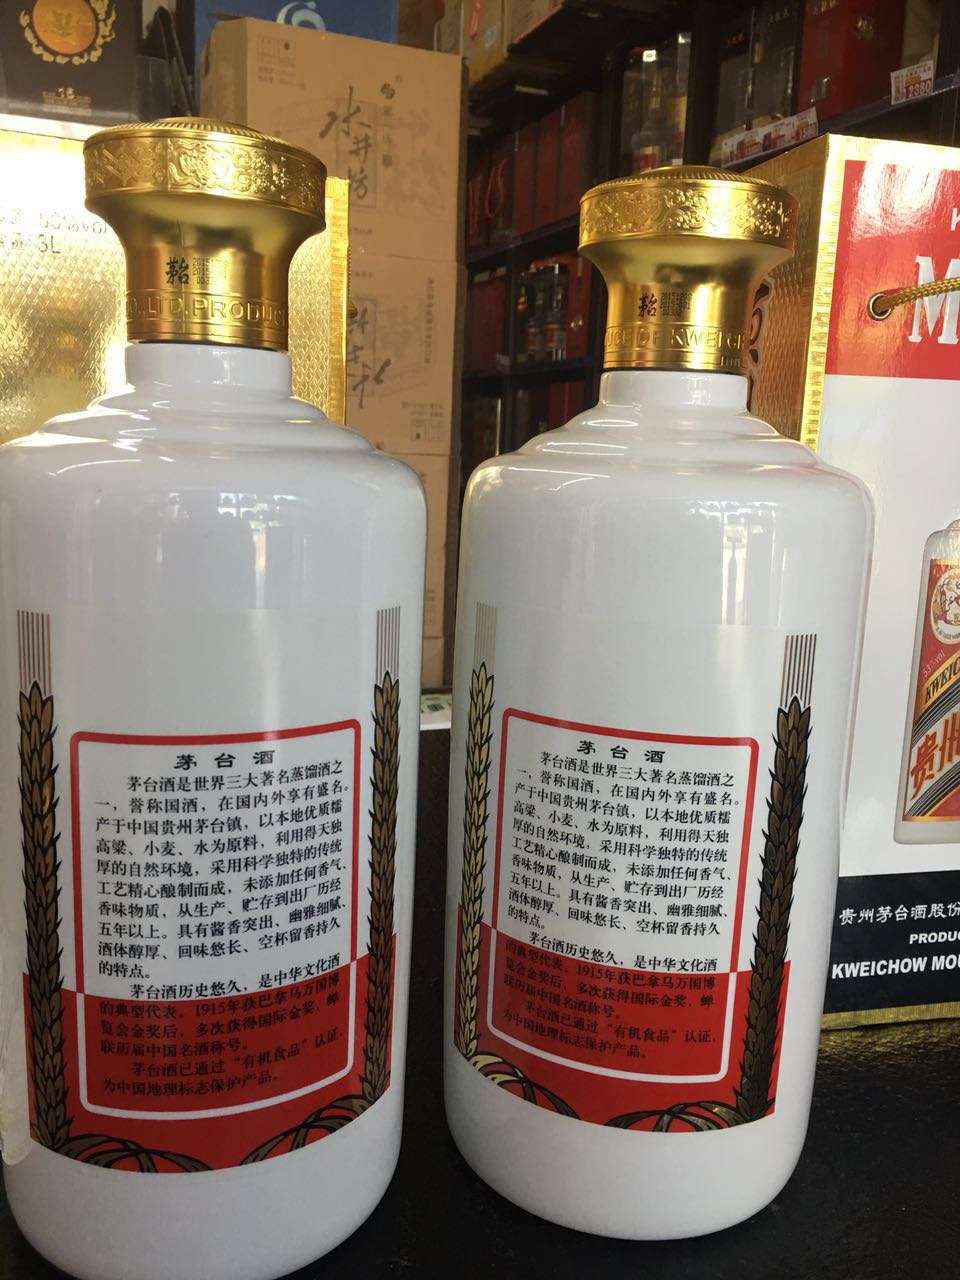 水井坊
2380
53%vol
3L
CO.,LTD.PRODUC
茅台酒
茅台酒是世界三大著名蒸馏酒之
一，誉称国酒，在国内外享有盛名。
产于中国贵州茅台镇，以本地优质糯
高粱、小麦、水为原料，利用得天独
厚的自然环境，采用科学独特的传统
工艺精心酿制而成，未添加任何香气、
香味物质，从生产、贮存到出厂历经
五年以上。具有酱香突出、幽雅细腻、
酒体醇厚、回味悠长、空杯留香持久
的特点。
茅台酒历史悠久，是中华文化酒
的典型代表。1915年获巴拿马万国博
览会金奖后，多次获得国际金奖，蝉
联历届中国名酒称号。
茅台酒已通过“有机食品”认证，
为中国地理标志保护产品。
OF KWEICH
茅台酒
茅台酒是世界三大著名蒸馏酒之
一，誉称国酒，在国内外享有盛名。
产于中国贵州茅台镇，以本地优质糯
高粱、小麦、水为原料，利用得天独
厚的自然环境，采用科学独特的传统
工艺精心酿制而成，未添加任何香气、
香味物质，从生产、贮存到出厂历经
五年以上。具有酱香突出、幽雅细腻、
酒体醇厚、回味悠长、空杯留香持久
的特点。
茅台酒历史悠久，是中华文化酒
的典型代表。1915年获巴拿马万国博
览会金奖后，多次获得国际金奖，蝉
联历届中国名酒称号。
茅台酒已通过“有机食品”认证，
为中国地理标志保护产品。
K
M
53%vol
KWEIC
贵州
贵州茅台酒股份
PRODUC
KWEICHOW MOU